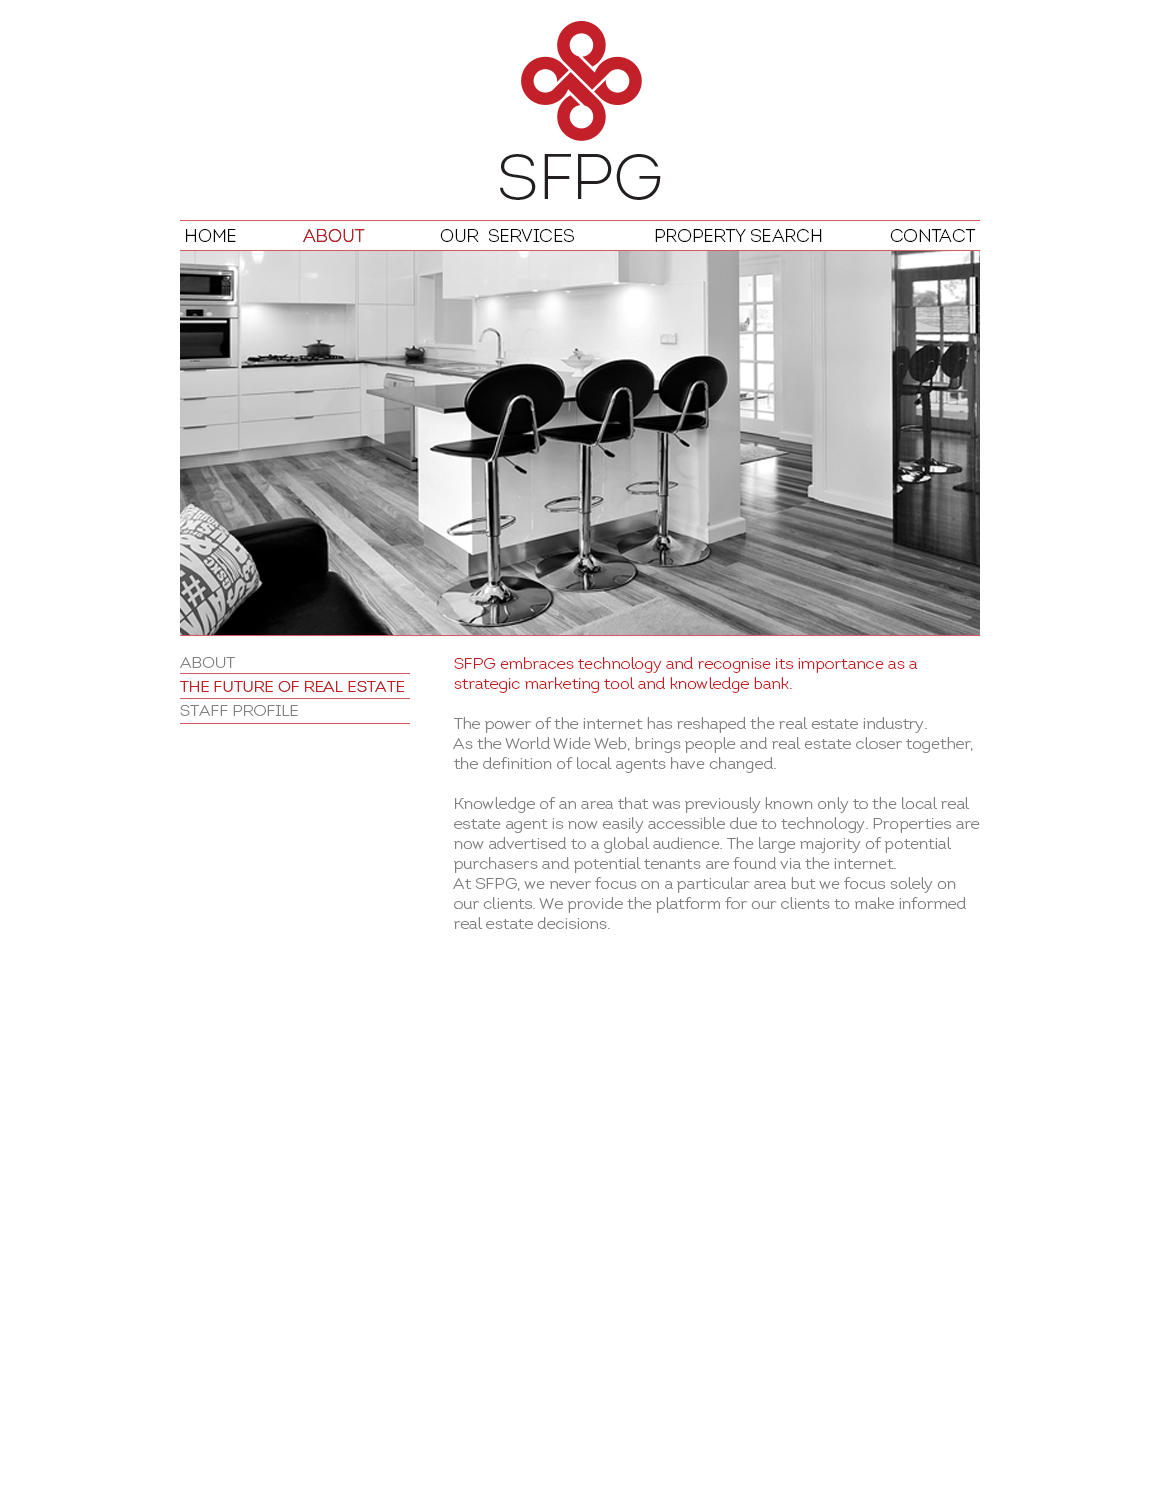 SFPG
HOME ABOUT OUR SERVICES PROPERTY SEARCH CONTACT
ABOUT
THE FUTURE OF REAL ESTATE
STAFF PROFILE
SFPG embraces technology and recognise its importance as a
strategic marketing tool and knowledge bank.
The power of the internet has reshaped the real estate industry.
As the World Wide Web, brings people and real estate closer together,
the definition of local agents have changed.
Knowledge of an area that was previously known only to the local real
estate agent is now easily accessible due to technology. Properties are
now advertised to a global audience. The large majority of potential
purchasers and potential tenants are found via the internet.
At SFPG, we never focus on a particular area but we focus solely on
our clients. We provide the platform for our clients to make informed
real estate decisions.